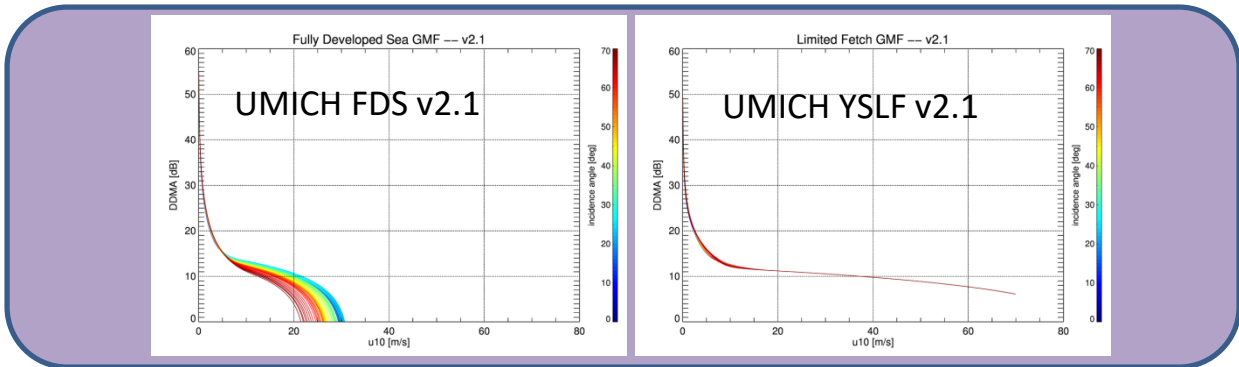 Fully Developed Sea GMF -- v2.1
UMICH FDS v2.1
DDMA [dB]
60
50
40
30
20
10
0
0 20 40 60 80
u10 [m/s]
70
60
50
40
30
20
10
0
incidence angle [deg]
Limited Fetch GMF -- v2.1
UMICH YSLF v2.1
DDMA [dB]
60
50
40
30
20
10
0
0 20 40 60 80
u10 [m/s]
70
60
50
40
30
20
10
0
incidence angle [deg]